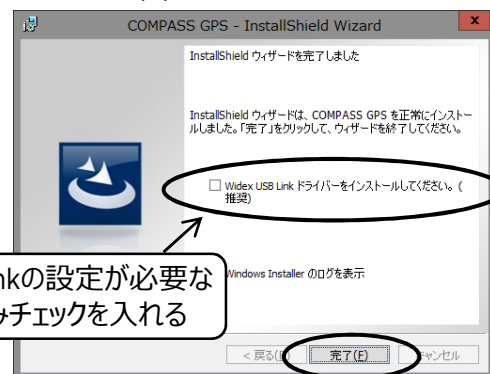 COMPASS GPS - InstallShield Wizard
InstallShield ウィザードを完了しました
InstallShield ウィザードは、COMPASS GPS を正常にインストー
ルしました。「完了」をクリックして、ウィザードを終了してください。
Widex USB Link ドライバーをインストールしてください。(
推奨)
nkの設定が必要な
みチェックを入れる
Windows Installer のログを表示
< 戻る(
完了(F)
キャンセル